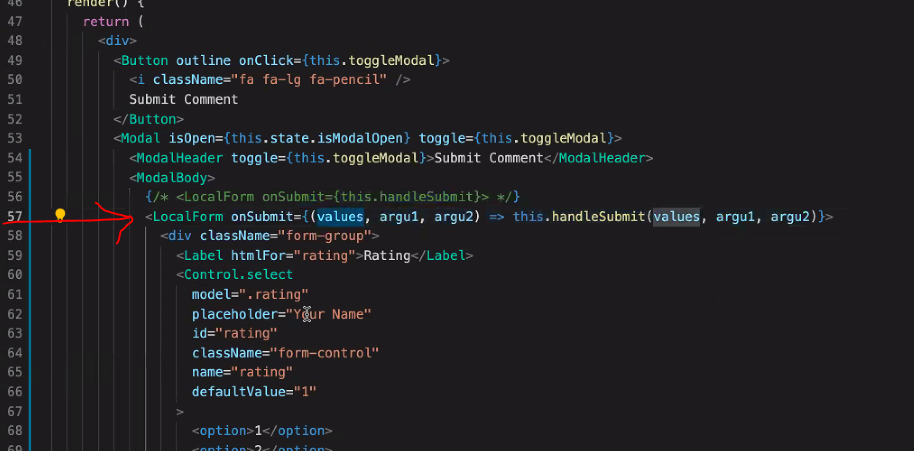 46 render() {
47 return (
48 <div>
49 <Button outline onClick={this.toggleModal}>
50 <i className="fa fa-lg fa-pencil" />
51 Submit Comment
52 </Button>
53 <Modal isOpen={this.state.isModalOpen} toggle={this.toggleModal}>
54 <ModalHeader toggle={this.toggleModal}>Submit Comment</ModalHeader>
55 <ModalBody>
56 {/* <LocalForm onSubmit={this.handleSubmit}> */}
57 <LocalForm onSubmit={(values, argu1, argu2) => this.handleSubmit(values, argu1, argu2)}>
58 <div className="form-group">
59 <Label htmlFor="rating">Rating</Label>
60 <Control.select
61 model=".rating"
62 placeholder="Your Name"
63 id="rating"
64 className="form-control"
65 name="rating"
66 defaultValue="1"
67 >
68 <option>1</option>
69 <option>2</option>